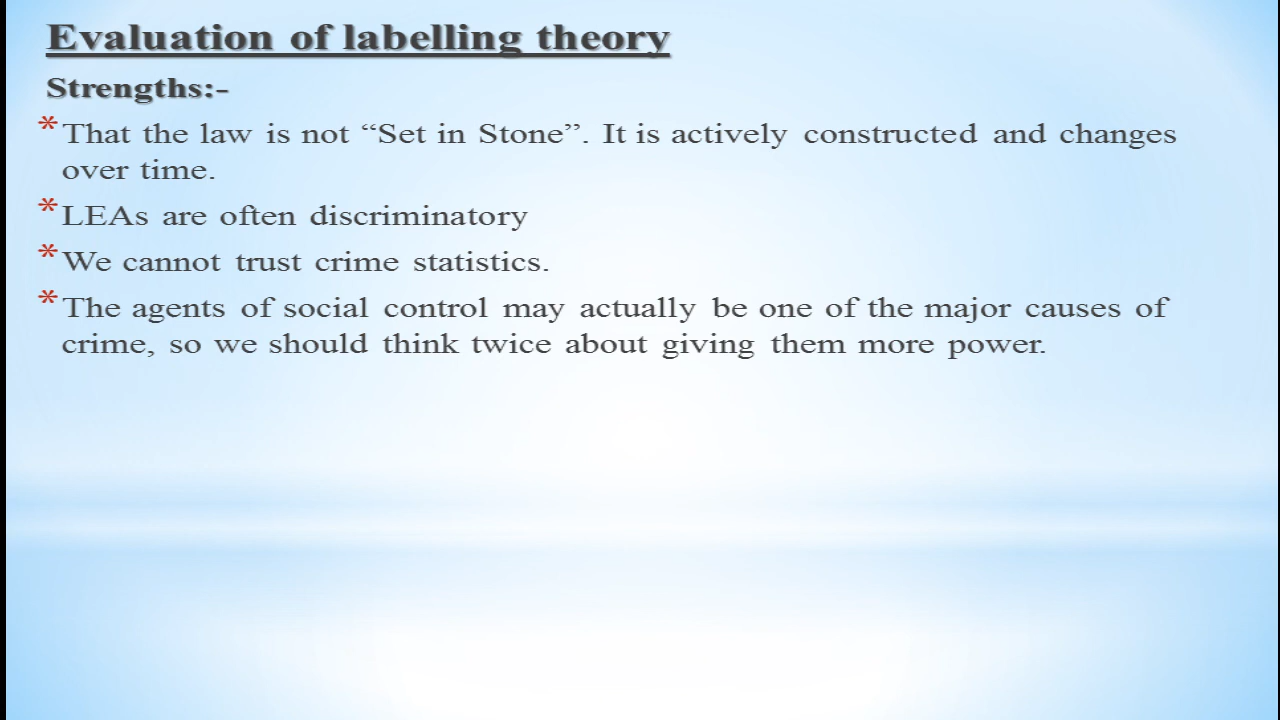 Evaluation of labelling theory
Strengths:-
* That the law is not “Set in Stone”. It is actively constructed and changes
over time.
* LEAs are often discriminatory
* We cannot trust crime statistics.
* The agents of social control may actually be one of the major causes of
crime, so we should think twice about giving them more power.